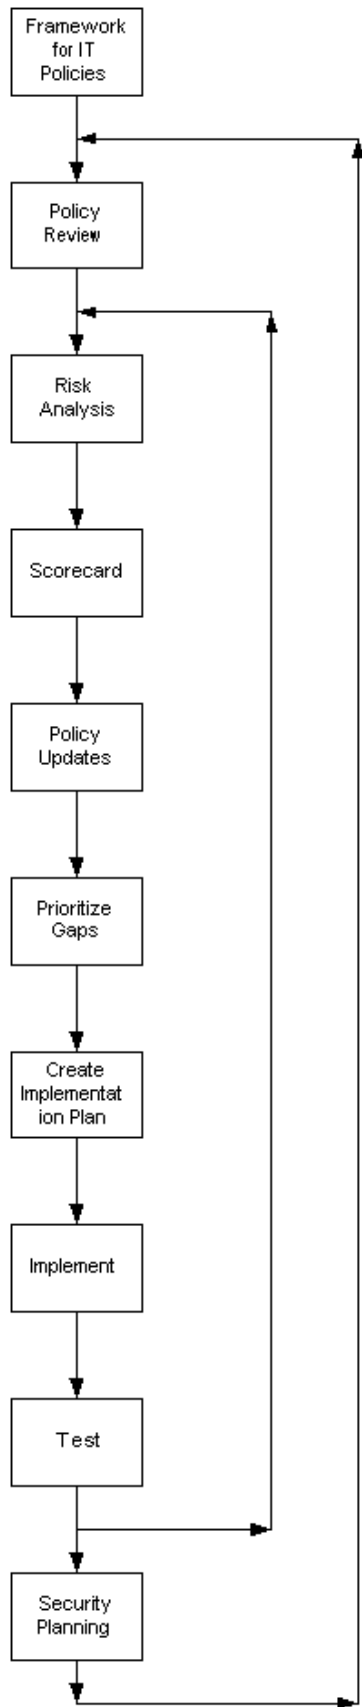 Framework
for IT
Policies
Policy
Review
Risk
Analysis
Scorecard
Policy
Updates
Prioritize
Gaps
Create
Implementat
ion Plan
Implement
Test
Security
Planning